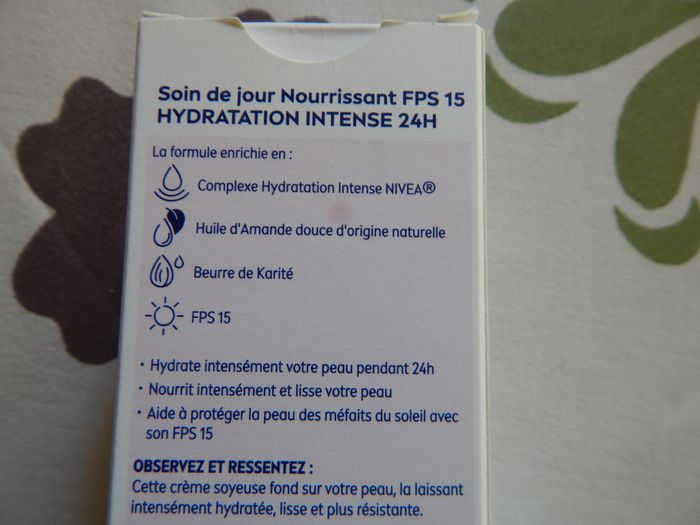 Soin de jour Nourrissant FPS 15
HYDRATATION INTENSE 24H
La formule enrichie en :
Complexe Hydratation Intense NIVEA®
Huile d'Amande douce d'origine naturelle
Beurre de Karité
FPS 15
• Hydrate intensément votre peau pendant 24h
• Nourrit intensément et lisse votre peau
• Aide à protéger la peau des méfaits du soleil avec
son FPS 15
OBSERVEZ ET RESSENTEZ :
Cette crème soyeuse fond sur votre peau, la laissant
intensément hydratée, lisse et plus résistante.